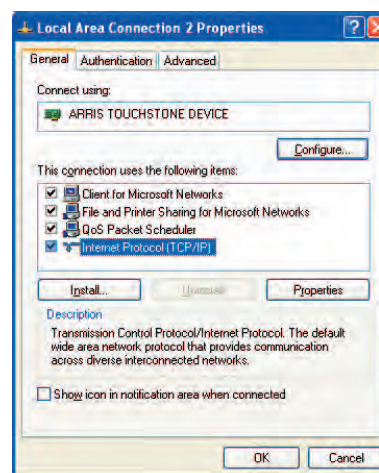 Local Area Connection 2 Properties
General Authentication Advanced
Connect using:
ARRIS TOUCHSTONE DEVICE
Configure...
This connection uses the following items:
Client for Microsoft Networks
File and Printer Sharing for Microsoft Networks
QoS Packet Scheduler
Internet Protocol (TCP/IP)
Install... Uninstall Properties
Description
Transmission Control Protocol/Internet Protocol. The default
wide area network protocol that provides communication
across diverse interconnected networks.
Show icon in notification area when connected
OK Cancel